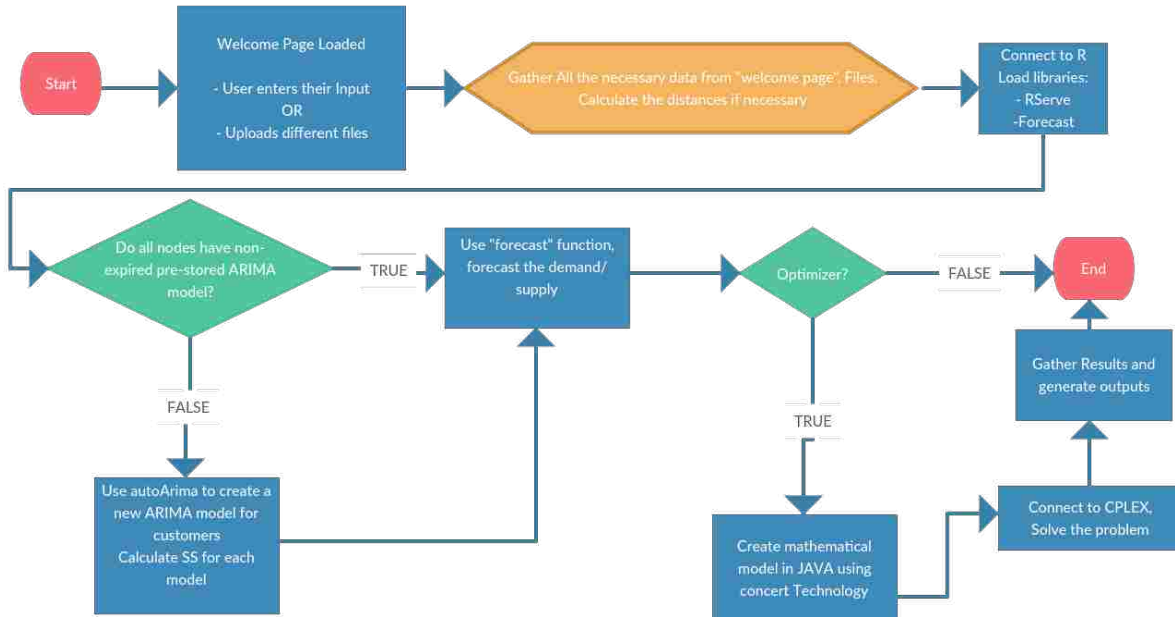 Start
Welcome Page Loaded
- User enters their Input
OR
- Uploads different files
Gather All the necessary data from "welcome page", Files,
Calculate the distances if necessary
Connect to R
Load libraries:
- RServe
-Forecast
Do all nodes have non-
expired pre-stored ARIMA
model?
TRUE
Use "forecast" function,
forecast the demand/
supply
Optimizer?
FALSE
End
Gather Results and
generate outputs
FALSE
TRUE
Use autoArima to create a
new ARIMA model for
customers
Calculate SS for each
model
Create mathematical
model in JAVA using
concert Technology
Connect to CPLEX,
Solve the problem